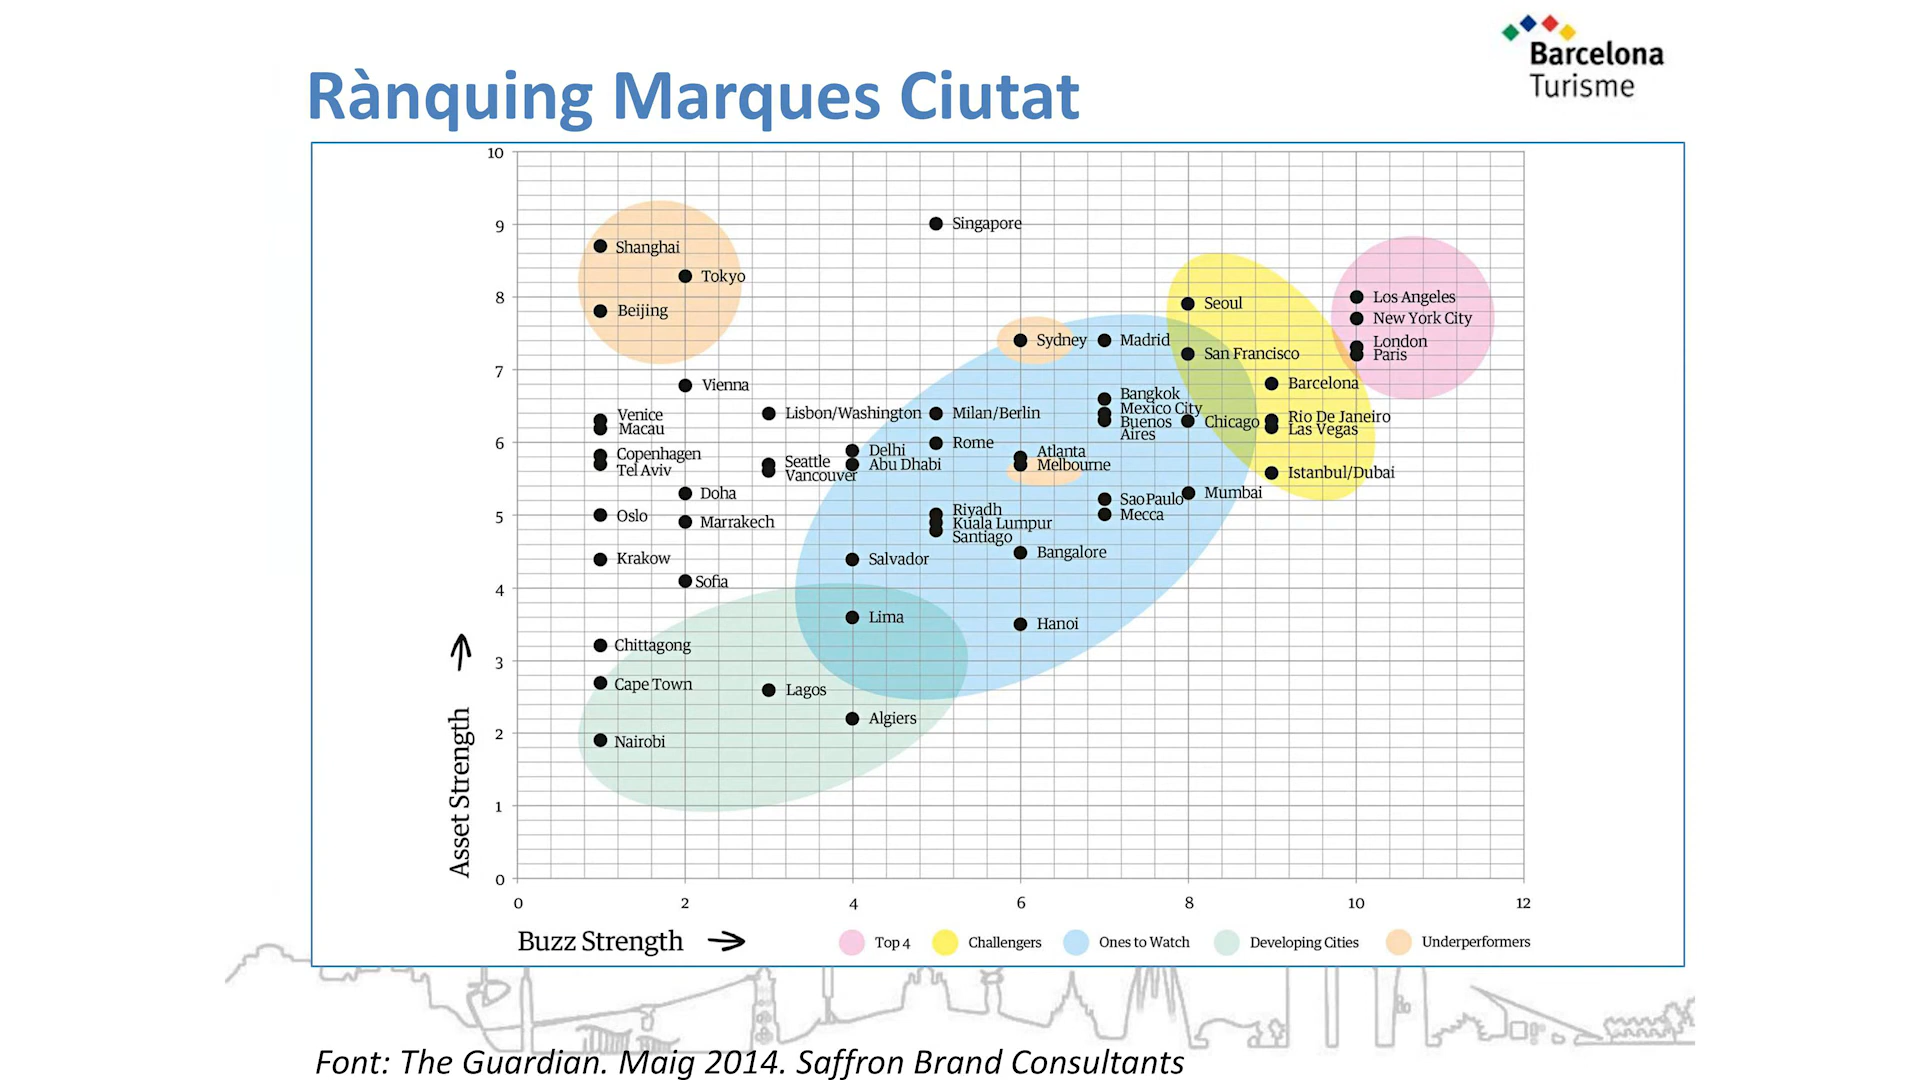 Barcelona
Turisme
Rànquing Marques Ciutat
10
9
8
7
6
5
4
3
2
1
0
Asset Strength
Singapore
Shanghai
Tokyo
Beijing
Seoul
Los Angeles
New York City
London
Paris
Sydney
Madrid
San Francisco
Barcelona
Vienna
Lisbon/Washington
Milan/Berlin
Bangkok
Mexico City
Buenos
Aires
Chicago
Rio De Janeiro
Las Vegas
Venice
Macau
Copenhagen
Tel Aviv
Seattle
Vancouver
Delhi
Abu Dhabi
Rome
Atlanta
Melbourne
Istanbul/Dubai
Doha
Marrakech
Oslo
Riyadh
Kuala Lumpur
Santiago
Sao Paulo
Mecca
Mumbai
Krakow
Sofia
Salvador
Bangalore
Lima
Hanoi
Chittagong
Cape Town
Lagos
Algiers
Nairobi
0 2 4 6 8 10 12
Buzz Strength
Top 4
Challengers
Ones to Watch
Developing Cities
Underperformers
Font: The Guardian. Maig 2014. Saffron Brand Consultants